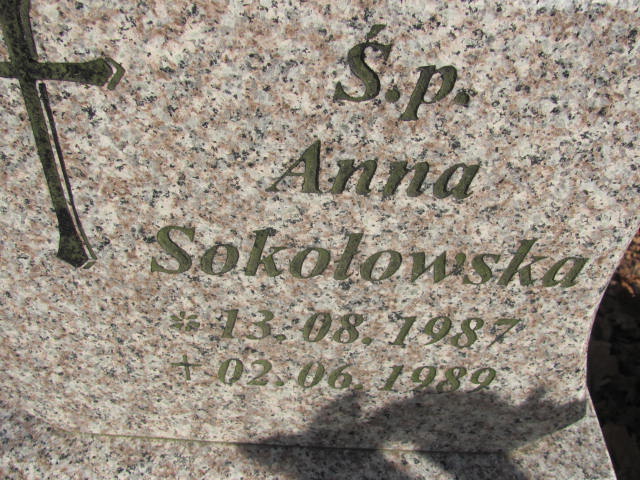 Ś.p.
Anna
Sokołowska
* 13. 08. 1987
+ 02. 06. 1989